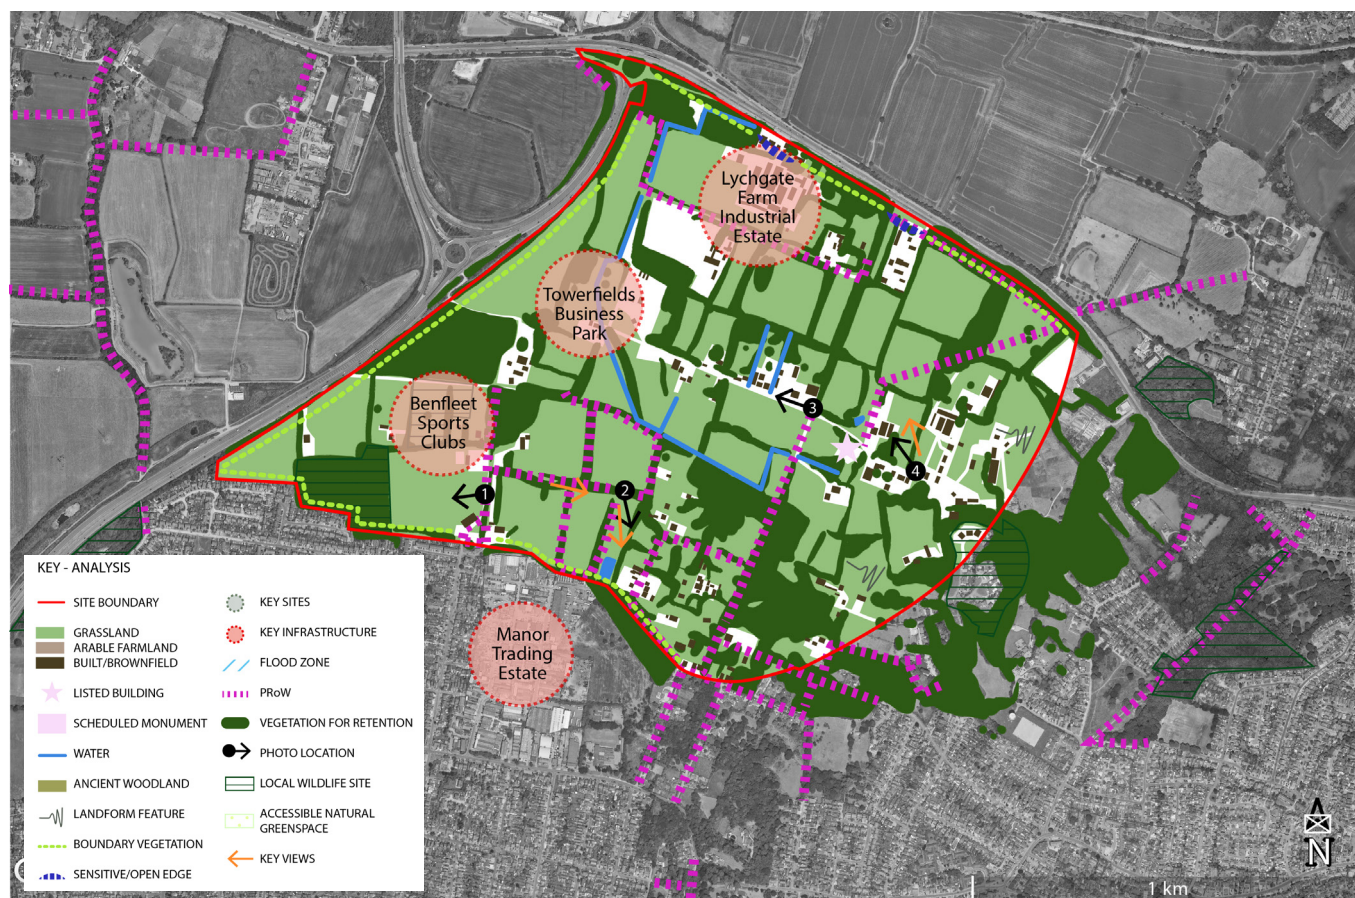 Lychgate
Farm
Industrial
Estate
Towerfields
Business
Park
Benfleet
Sports
Clubs
3
4
1
2
Manor
Trading
Estate
KEY - ANALYSIS
SITE BOUNDARY
GRASSLAND
ARABLE FARMLAND
BUILT/BROWNFIELD
LISTED BUILDING
SCHEDULED MONUMENT
WATER
ANCIENT WOODLAND
LANDFORM FEATURE
BOUNDARY VEGETATION
SENSITIVE/OPEN EDGE
KEY SITES
KEY INFRASTRUCTURE
FLOOD ZONE
PRoW
VEGETATION FOR RETENTION
PHOTO LOCATION
LOCAL WILDLIFE SITE
ACCESSIBLE NATURAL
GREENSPACE
KEY VIEWS
N
1 km